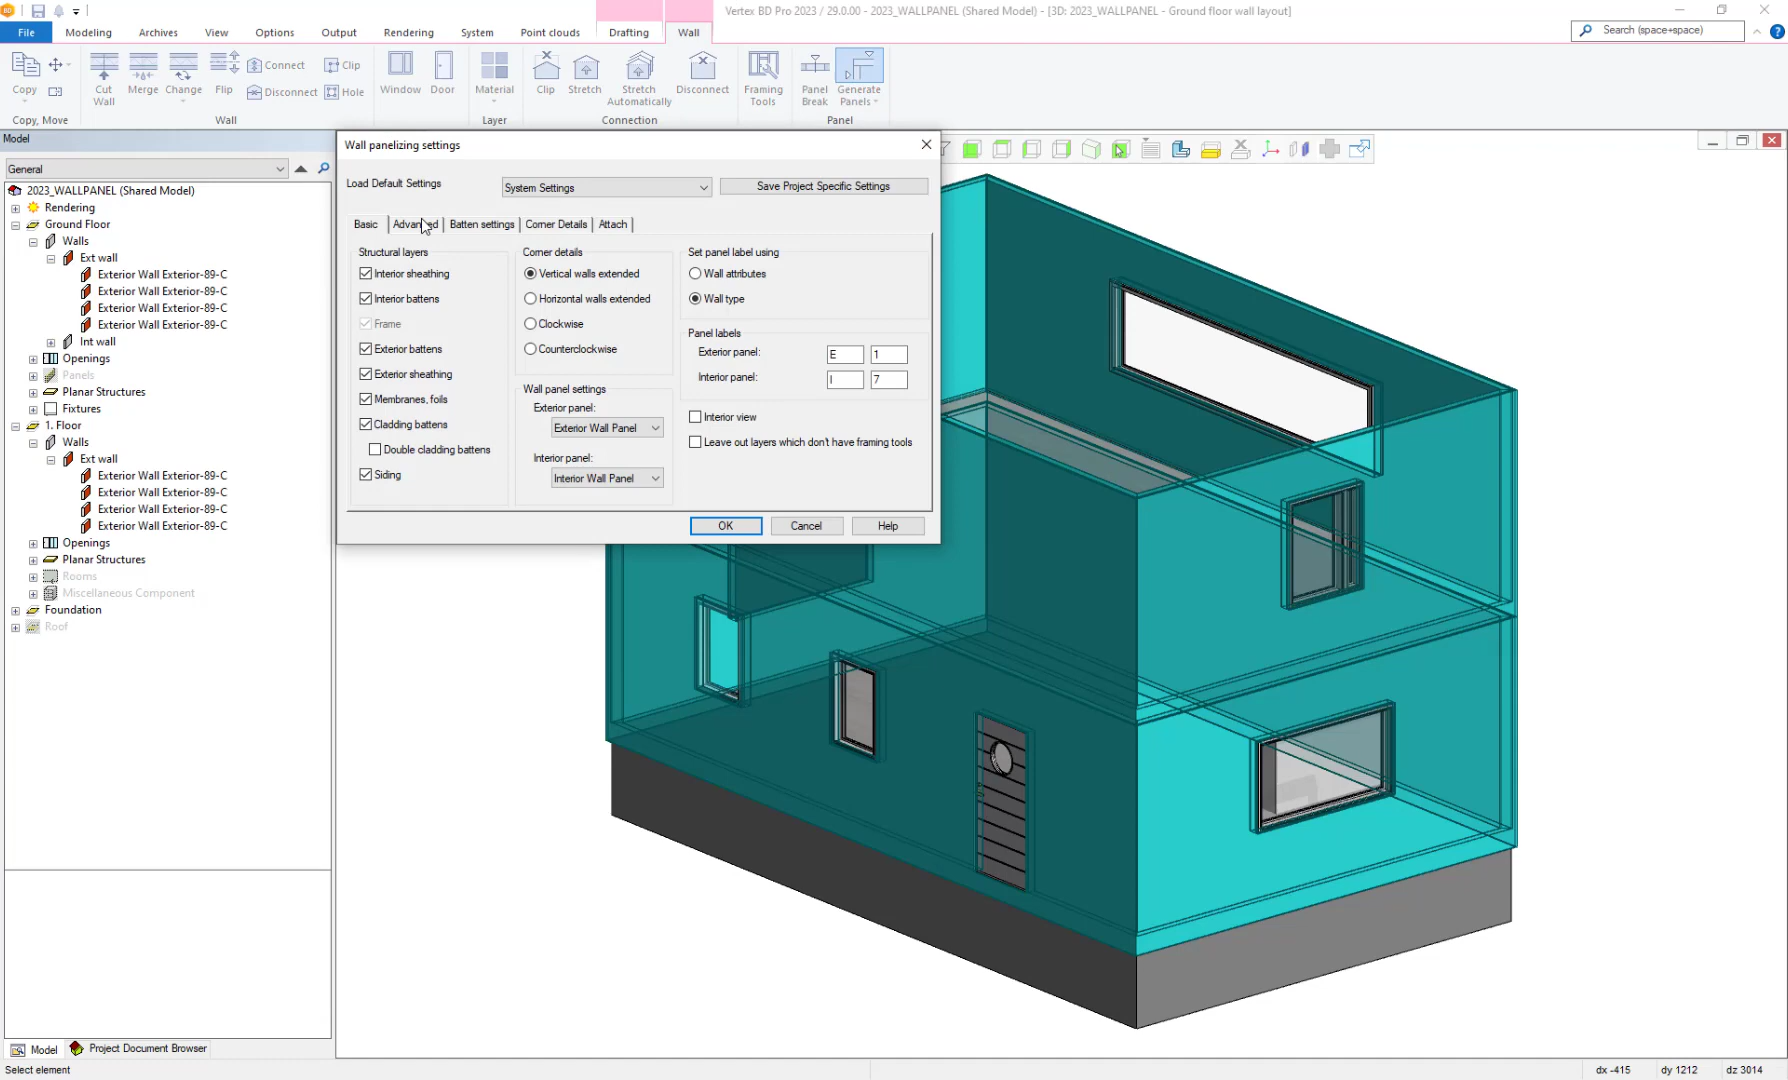 Vertex BD Pro 2023 / 29.0.00 - 2023_WALLPANEL (Shared Model) - [3D: 2023_WALLPANEL - Ground floor wall layout]
File Modeling Archives View Options Output Rendering System Point clouds Drafting Wall Search (space+space)
Copy Cut Wall Merge Change Flip Connect Disconnect Clip Hole Window Door Material Clip Stretch Stretch Automatically Disconnect Framing Tools Panel Break Generate Panels
Copy, Move Wall Layer Connection Panel
Model
General
2023_WALLPANEL (Shared Model)
Rendering
Ground Floor
Walls
Ext wall
Exterior Wall Exterior-89-C
Exterior Wall Exterior-89-C
Exterior Wall Exterior-89-C
Exterior Wall Exterior-89-C
Int wall
Openings
Panels
Planar Structures
Fixtures
1. Floor
Walls
Ext wall
Exterior Wall Exterior-89-C
Exterior Wall Exterior-89-C
Exterior Wall Exterior-89-C
Exterior Wall Exterior-89-C
Openings
Planar Structures
Rooms
Miscellaneous Component
Foundation
Roof
Wall panelizing settings
Load Default Settings System Settings Save Project Specific Settings
Basic Advanced Batten settings Corner Details Attach
Structural layers
Interior sheathing
Interior battens
Frame
Exterior battens
Exterior sheathing
Membranes, foils
Cladding battens
Double cladding battens
Siding
Corner details
Vertical walls extended
Horizontal walls extended
Clockwise
Counterclockwise
Wall panel settings
Exterior panel:
Exterior Wall Panel
Interior panel:
Interior Wall Panel
Set panel label using
Wall attributes
Wall type
Panel labels
Exterior panel: E 1
Interior panel: I 7
Interior view
Leave out layers which don't have framing tools
OK Cancel Help
Model Project Document Browser
Select element dx -415 dy 1212 dz 3014